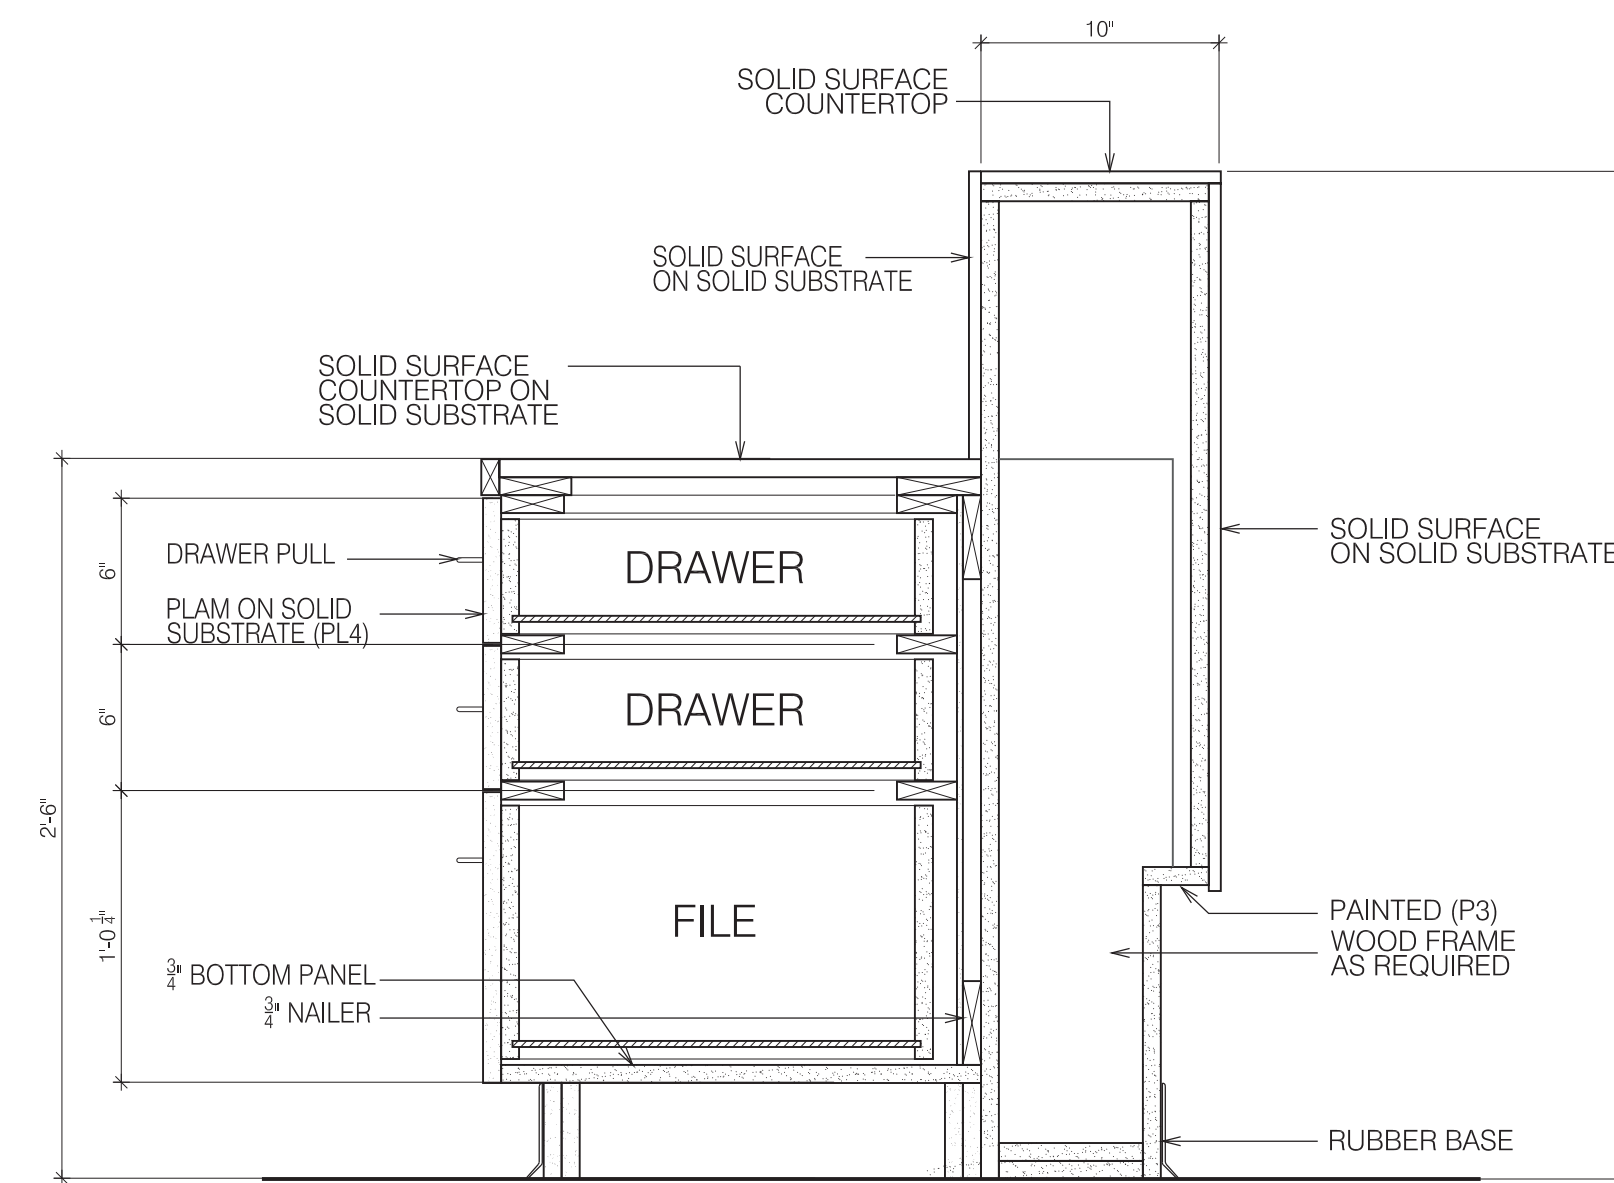 10"
SOLID SURFACE
COUNTERTOP
SOLID SURFACE
ON SOLID SUBSTRATE
SOLID SURFACE
COUNTERTOP ON
SOLID SUBSTRATE
DRAWER PULL
6"
DRAWER
SOLID SURFACE
ON SOLID SUBSTRATE
PLAM ON SOLID
SUBSTRATE (PL4)
6"
DRAWER
2'-6"
1'-0 1/4"
FILE
PAINTED (P3)
WOOD FRAME
AS REQUIRED
3/4" BOTTOM PANEL
3/4" NAILER
RUBBER BASE